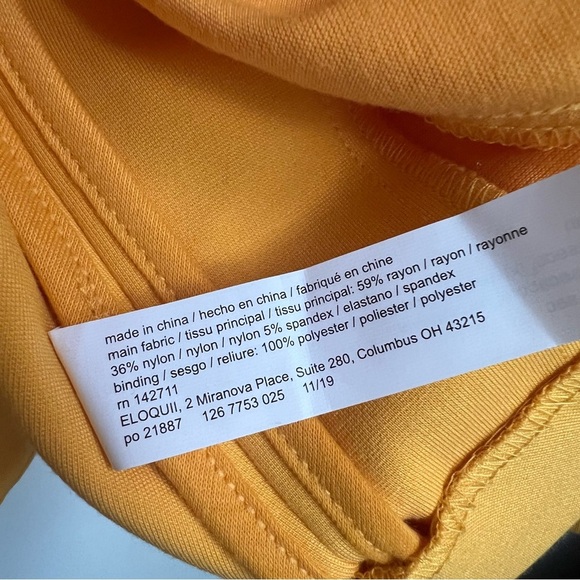 made in china / hecho en china / fabriqué en chine
main fabric / tissu principal / tissu principal: 59% rayon / rayon / rayonne
36% nylon / nylon / nylon 5% spandex / elastano / spandex
binding / sesgo / reliure: 100% polyester / poliester / polyester
rn 142711
ELOQUII, 2 Miranova Place, Suite 280, Columbus OH 43215
po 21887 126 7753 025 11/19